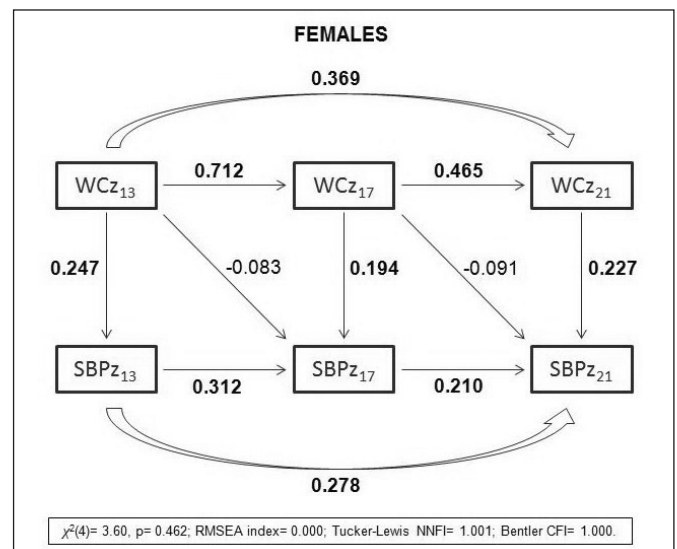 FEMALES
0.369
WCz₁₃ 0.712 WCz₁₇ 0.465 WCz₂₁
0.247 -0.083 0.194 -0.091 0.227
SBPz₁₃ 0.312 SBPz₁₇ 0.210 SBPz₂₁
0.278
χ²(4)= 3.60, p= 0.462; RMSEA index= 0.000; Tucker-Lewis NNFI= 1.001; Bentler CFI= 1.000.